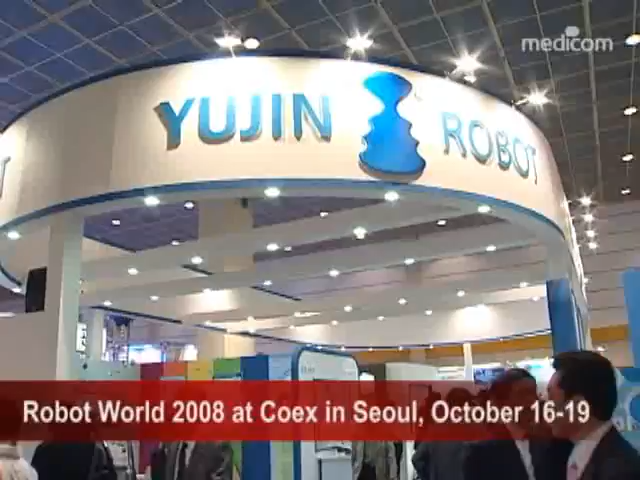 medicom
YUJIN ROBOT
Robot World 2008 at Coex in Seoul, October 16-19